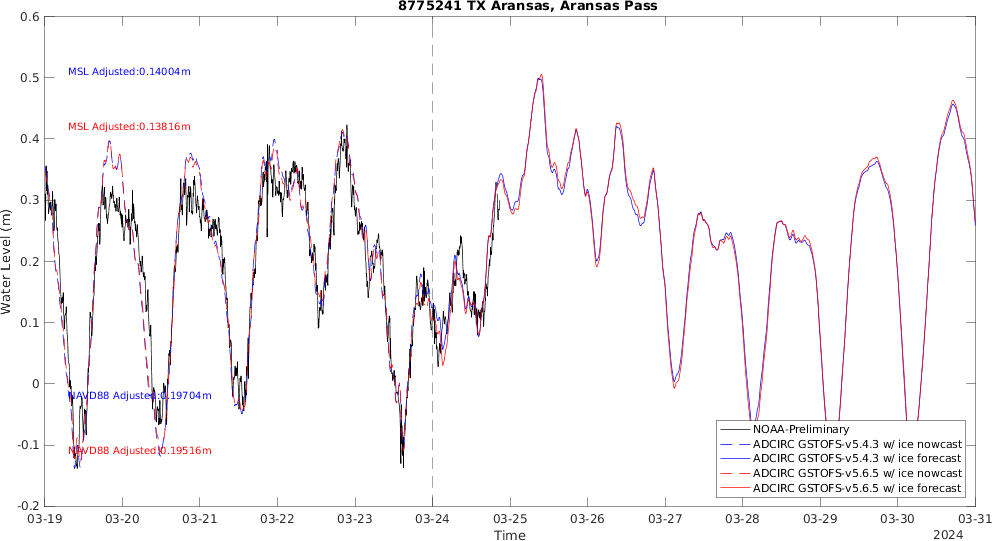 8775241 TX Aransas, Aransas Pass
0.6
0.5
0.4
0.3
0.2
0.1
0
-0.1
-0.2
Water Level (m)
MSL Adjusted:0.14004m
MSL Adjusted:0.13816m
NAVD88 Adjusted:0.19704m
NAVD88 Adjusted:0.19516m
NOAA-Preliminary
ADCIRC GSTOFS-v5.4.3 w/ ice nowcast
ADCIRC GSTOFS-v5.4.3 w/ ice forecast
ADCIRC GSTOFS-v5.6.5 w/ ice nowcast
ADCIRC GSTOFS-v5.6.5 w/ ice forecast
03-19 03-20 03-21 03-22 03-23 03-24 03-25 03-26 03-27 03-28 03-29 03-30 03-31
Time
2024